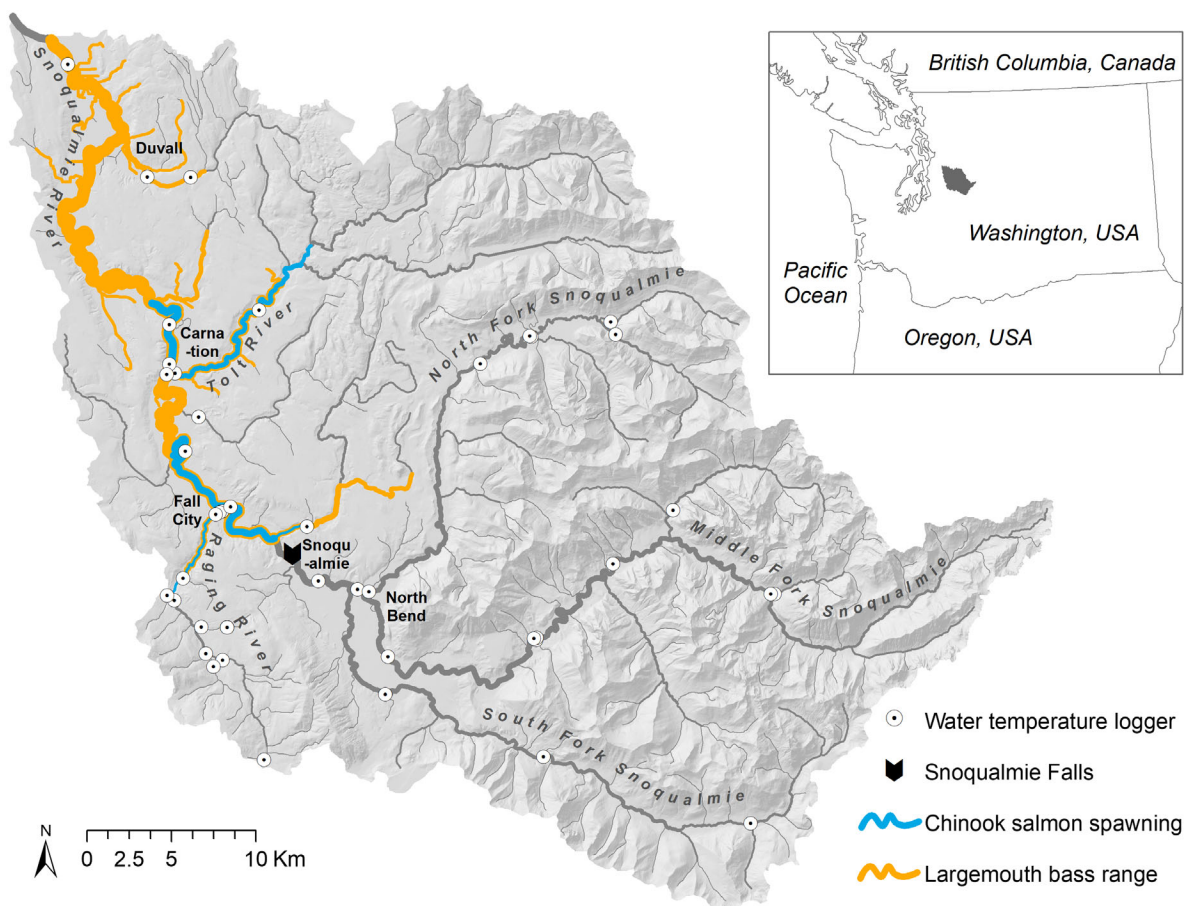 British Columbia, Canada
Washington, USA
Pacific
Ocean
Oregon, USA
Snoqualmie River
Duvall
Carna
-tion
Tolt River
North Fork Snoqualmie
Fall
City
Raging River
Snoqu
-almie
North
Bend
Middle Fork Snoqualmie
South Fork Snoqualmie
Water temperature logger
Snoqualmie Falls
Chinook salmon spawning
Largemouth bass range
N
0 2.5 5 10 Km